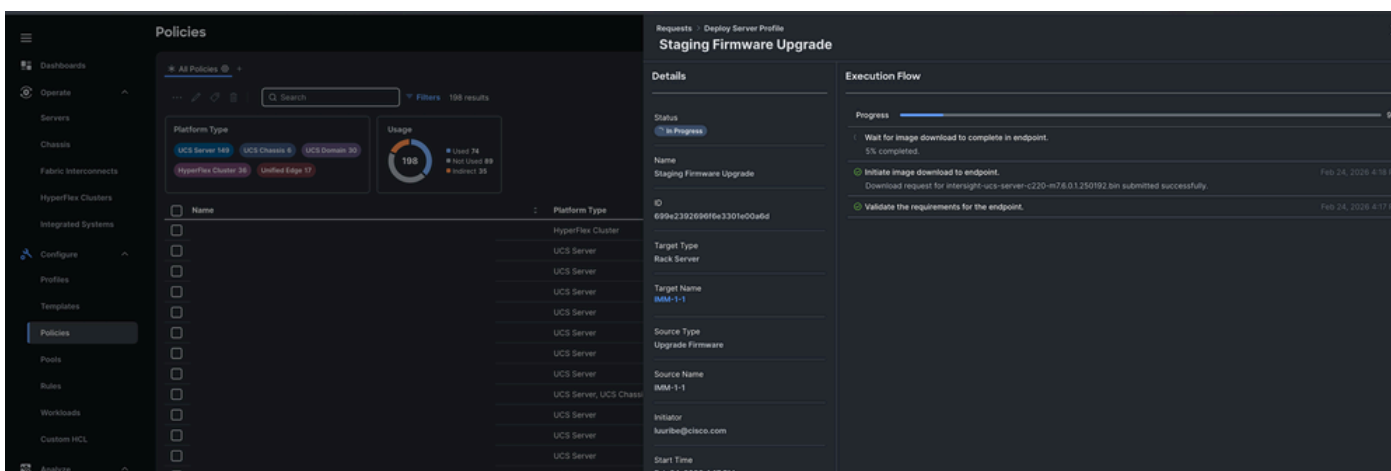 Policies
Dashboards
Operate
Servers
Chassis
Fabric Interconnects
HyperFlex Clusters
Integrated Systems
Configure
Profiles
Templates
Policies
Pools
Rules
Workloads
Custom HCL
Analyze
All Policies
Search
Filters 198 results
Platform Type
UCS Server 149 UCS Chassis 6 UCS Domain 30
HyperFlex Cluster 36 Unified Edge 17
Usage
198
Used 74
Not Used 89
Indirect 35
Name Platform Type
HyperFlex Cluster
UCS Server
UCS Server
UCS Server
UCS Server
UCS Server
UCS Server
UCS Server
UCS Server, UCS Chassi
UCS Server
UCS Server
UCS Server
Requests > Deploy Server Profile
Staging Firmware Upgrade
Details
Status
In Progress
Name
Staging Firmware Upgrade
ID
699e2392696f6e3301e00a6d
Target Type
Rack Server
Target Name
IMM-1-1
Source Type
Upgrade Firmware
Source Name
IMM-1-1
Initiator
luuribe@cisco.com
Start Time
Execution Flow
Progress
Wait for image download to complete in endpoint.
5% completed.
Initiate image download to endpoint. Feb 24, 2026 4:18
Download request for intersight-ucs-server-c220-m7.6.0.1.250192.bin submitted successfully.
Validate the requirements for the endpoint. Feb 24, 2026 4:17